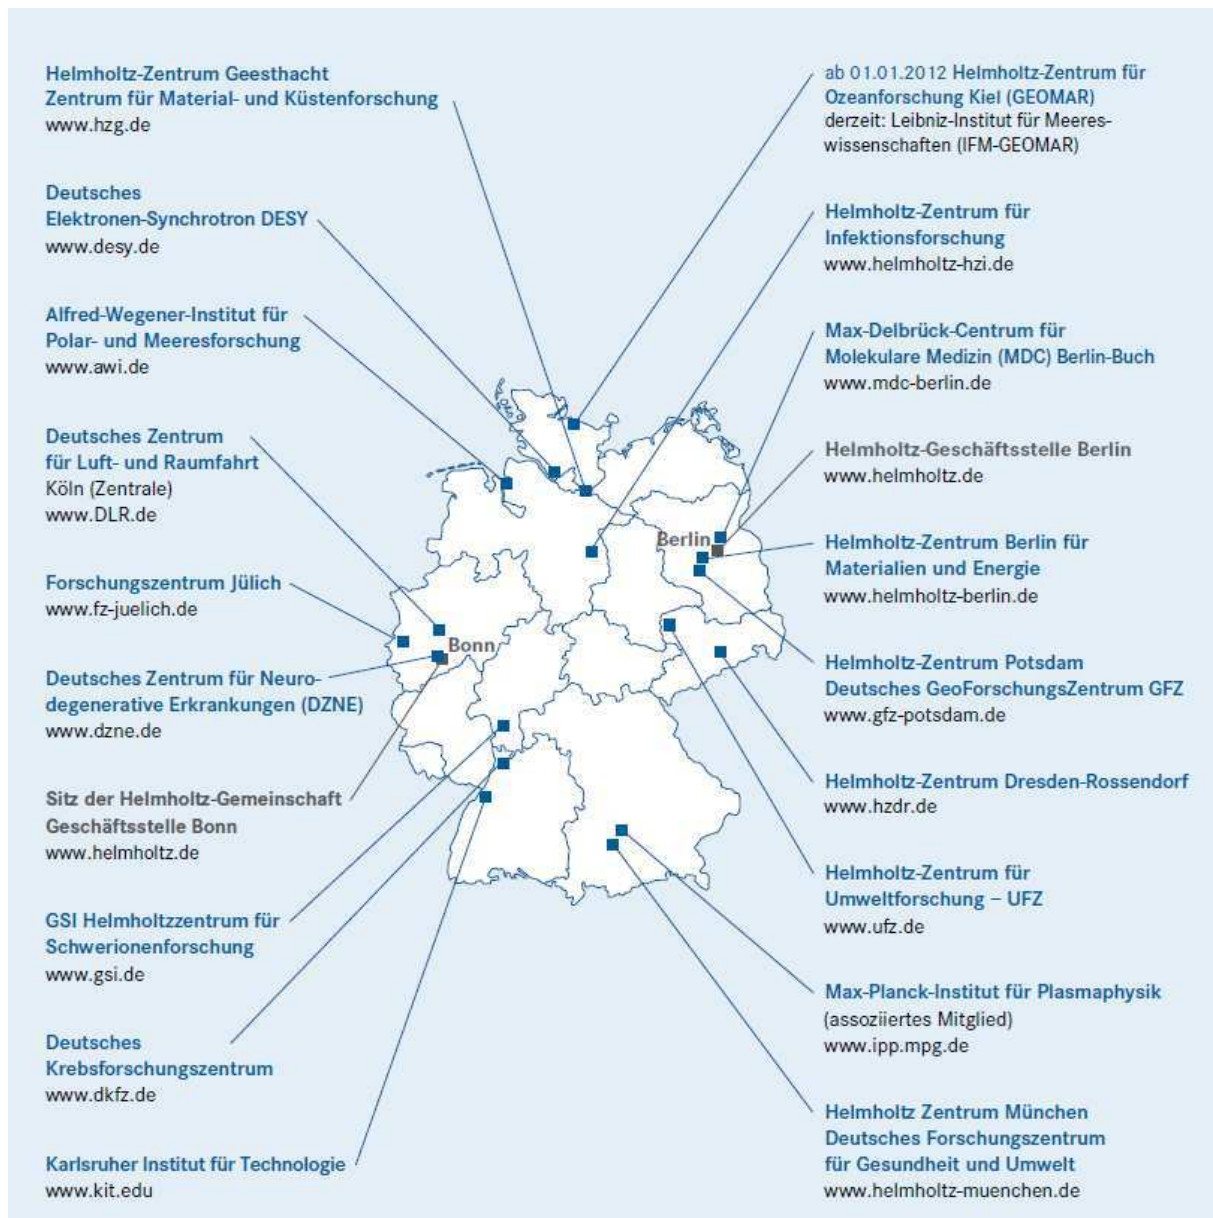 Helmholtz-Zentrum Geesthacht
Zentrum für Material- und Küstenforschung
www.hzg.de
Deutsches
Elektronen-Synchrotron DESY
www.desy.de
Alfred-Wegener-Institut für
Polar- und Meeresforschung
www.awi.de
Deutsches Zentrum
für Luft- und Raumfahrt
Köln (Zentrale)
www.DLR.de
Forschungszentrum Jülich
www.fz-juelich.de
Deutsches Zentrum für Neuro-
degenerative Erkrankungen (DZNE)
www.dzne.de
Sitz der Helmholtz-Gemeinschaft
Geschäftsstelle Bonn
www.helmholtz.de
GSI Helmholtzzentrum für
Schwerionenforschung
www.gsi.de
Deutsches
Krebsforschungszentrum
www.dkfz.de
Karlsruher Institut für Technologie
www.kit.edu
Berlin
Bonn
ab 01.01.2012 Helmholtz-Zentrum für
Ozeanforschung Kiel (GEOMAR)
derzeit: Leibniz-Institut für Meeres-
wissenschaften (IFM-GEOMAR)
Helmholtz-Zentrum für
Infektionsforschung
www.helmholtz-hzi.de
Max-Delbrück-Centrum für
Molekulare Medizin (MDC) Berlin-Buch
www.mdc-berlin.de
Helmholtz-Geschäftsstelle Berlin
www.helmholtz.de
Helmholtz-Zentrum Berlin für
Materialien und Energie
www.helmholtz-berlin.de
Helmholtz-Zentrum Potsdam
Deutsches GeoForschungsZentrum GFZ
www.gfz-potsdam.de
Helmholtz-Zentrum Dresden-Rossendorf
www.hzdr.de
Helmholtz-Zentrum für
Umweltforschung – UFZ
www.ufz.de
Max-Planck-Institut für Plasmaphysik
(assoziiertes Mitglied)
www.ipp.mpg.de
Helmholtz Zentrum München
Deutsches Forschungszentrum
für Gesundheit und Umwelt
www.helmholtz-muenchen.de